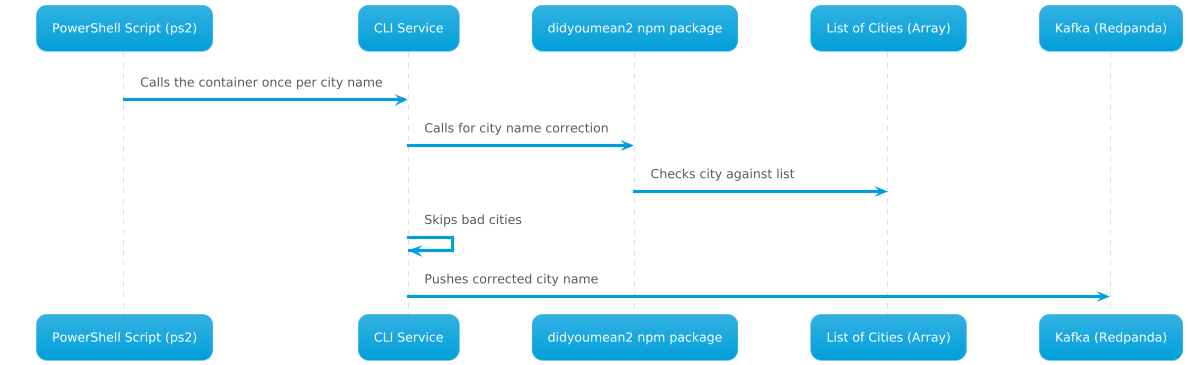 PowerShell Script (ps2)
CLI Service
didyoumean2 npm package
List of Cities (Array)
Kafka (Redpanda)
Calls the container once per city name
Calls for city name correction
Checks city against list
Skips bad cities
Pushes corrected city name
PowerShell Script (ps2)
CLI Service
didyoumean2 npm package
List of Cities (Array)
Kafka (Redpanda)